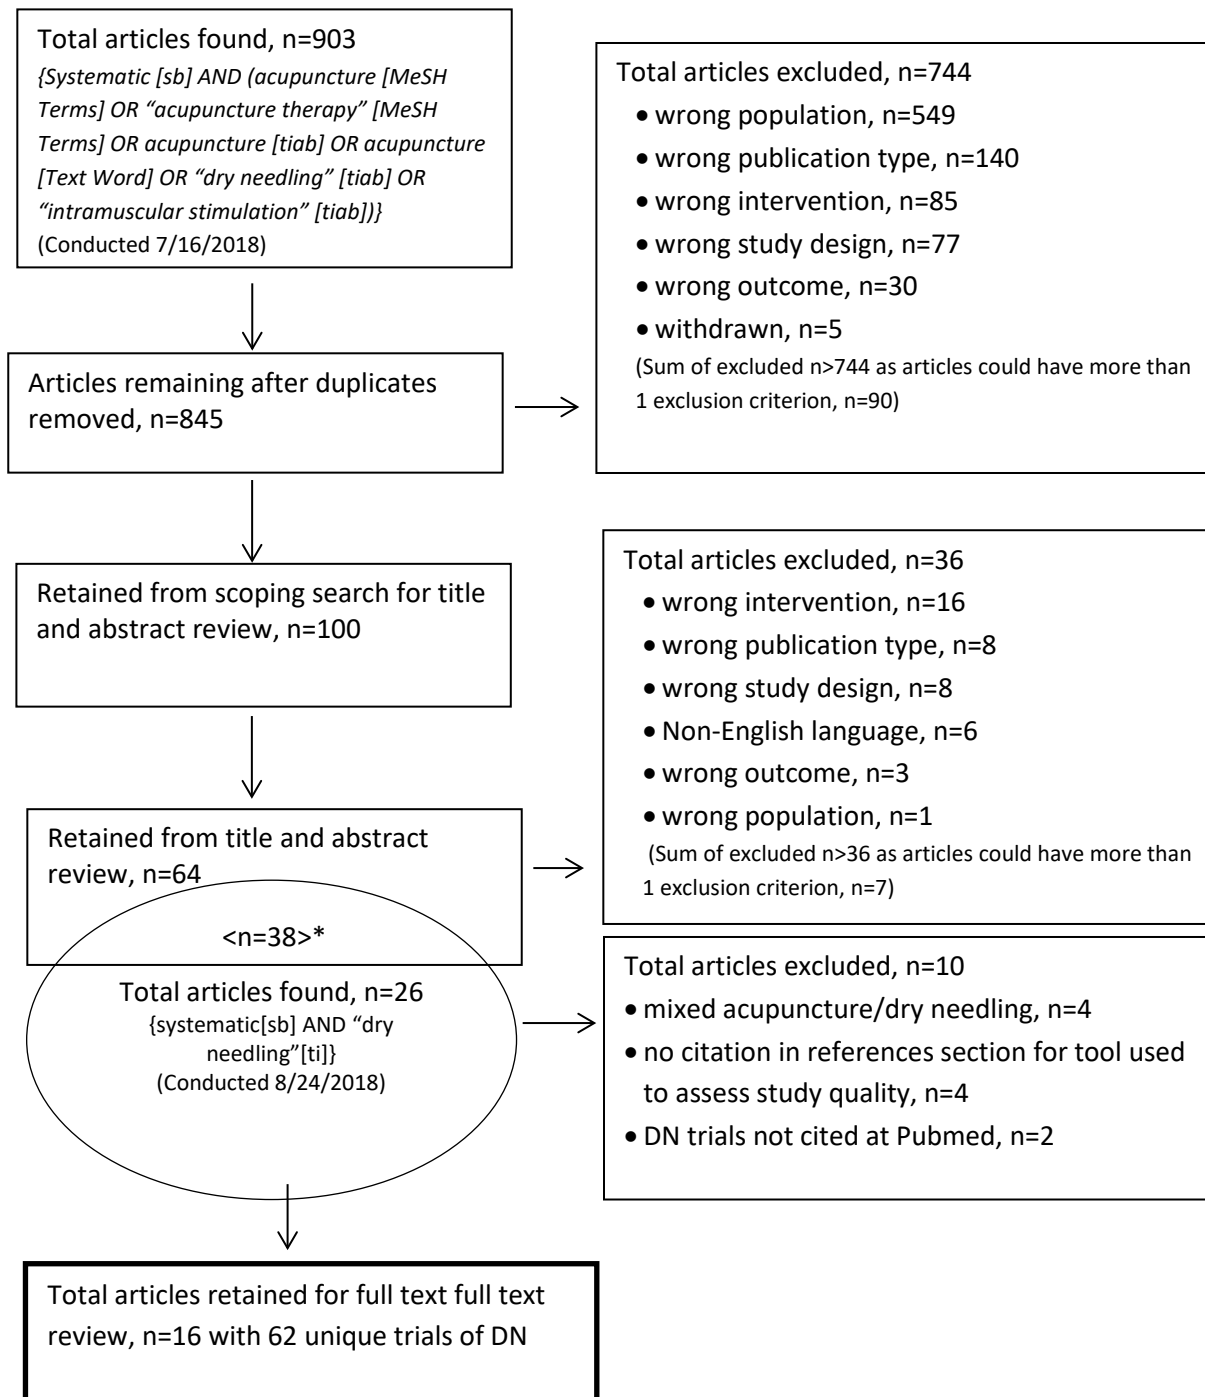 Total articles found, n=903
{Systematic [sb] AND (acupuncture [MeSH
Terms] OR “acupuncture therapy” [MeSH
Terms] OR acupuncture [tiab] OR acupuncture
[Text Word] OR “dry needling” [tiab] OR
“intramuscular stimulation” [tiab])}
(Conducted 7/16/2018)
Total articles excluded, n=744
• wrong population, n=549
• wrong publication type, n=140
• wrong intervention, n=85
• wrong study design, n=77
• wrong outcome, n=30
• withdrawn, n=5
(Sum of excluded n>744 as articles could have more than
1 exclusion criterion, n=90)
Articles remaining after duplicates
removed, n=845
Retained from scoping search for title
and abstract review, n=100
Total articles excluded, n=36
• wrong intervention, n=16
• wrong publication type, n=8
• wrong study design, n=8
• Non-English language, n=6
• wrong outcome, n=3
• wrong population, n=1
(Sum of excluded n>36 as articles could have more than
1 exclusion criterion, n=7)
Retained from title and abstract
review, n=64
<n=38>*
Total articles found, n=26
{systematic[sb] AND “dry
needling”[ti]}
(Conducted 8/24/2018)
Total articles excluded, n=10
• mixed acupuncture/dry needling, n=4
• no citation in references section for tool used
to assess study quality, n=4
• DN trials not cited at Pubmed, n=2
Total articles retained for full text full text
review, n=16 with 62 unique trials of DN